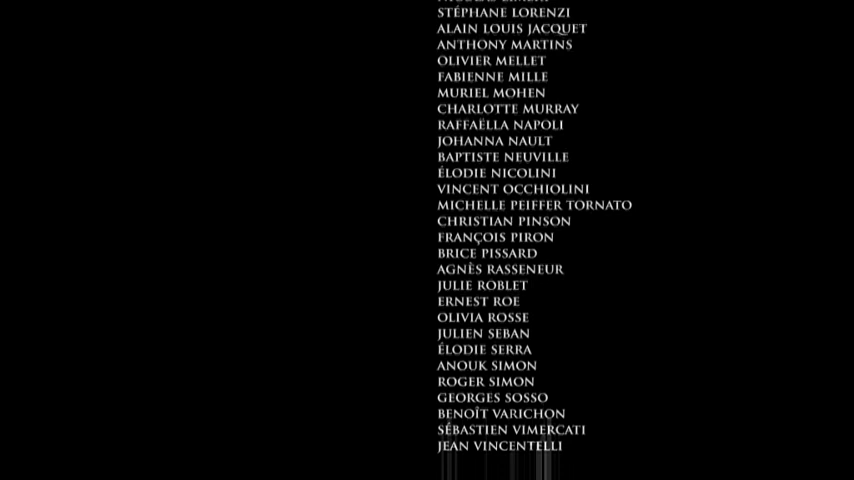 STÉPHANE LORENZI
ALAIN LOUIS JACQUET
ANTHONY MARTINS
OLIVIER MELLET
FABIENNE MILLE
MURIEL MOHEN
CHARLOTTE MURRAY
RAFFAËLLA NAPOLI
JOHANNA NAULT
BAPTISTE NEUVILLE
ÉLODIE NICOLINI
VINCENT OCCHIOLINI
MICHELLE PEIFFER TORNATO
CHRISTIAN PINSON
FRANÇOIS PIRON
BRICE PISSARD
AGNÈS RASSENEUR
JULIE ROBLET
ERNEST ROE
OLIVIA ROSSE
JULIEN SEBAN
ÉLODIE SERRA
ANOUK SIMON
ROGER SIMON
GEORGES SOSSO
BENOÎT VARICHON
SÉBASTIEN VIMERCATI
JEAN VINCENTELLI